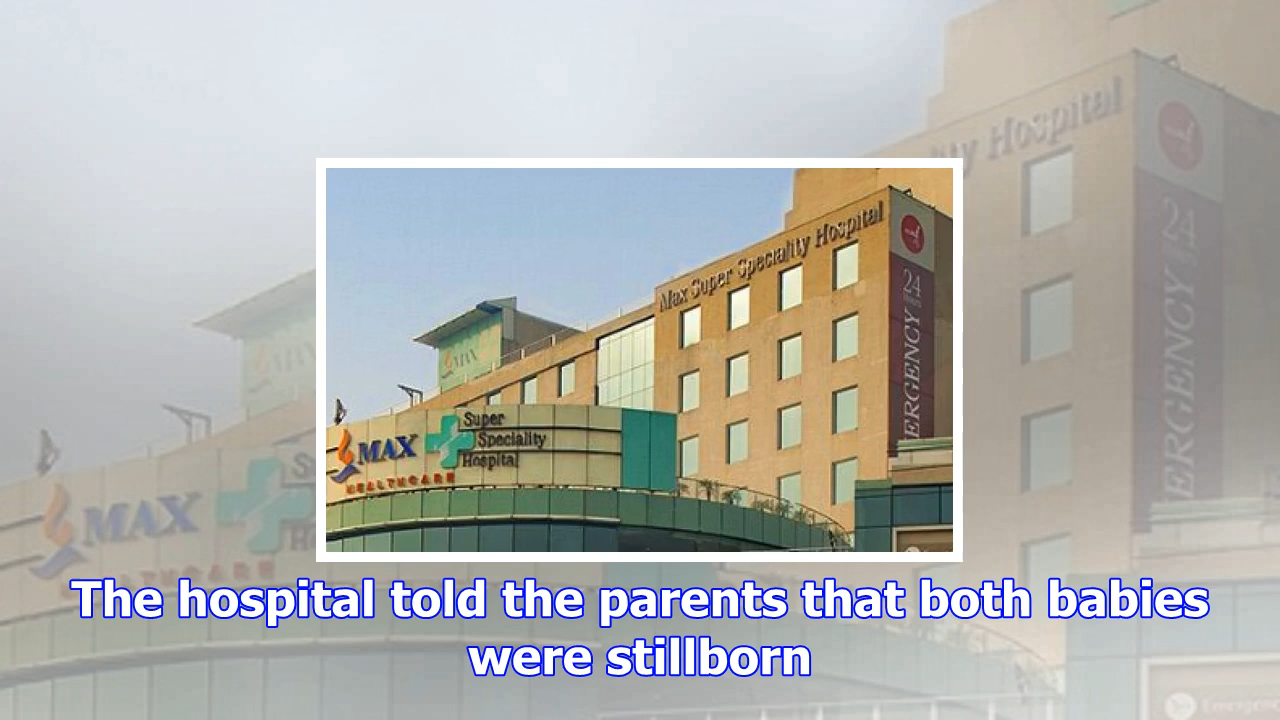 Max Super Speciality Hospital
24
HOURS
EMERGENCY
MAX
HEALTHCARE
Super
Speciality
Hospital
The hospital told the parents that both babies
were stillborn